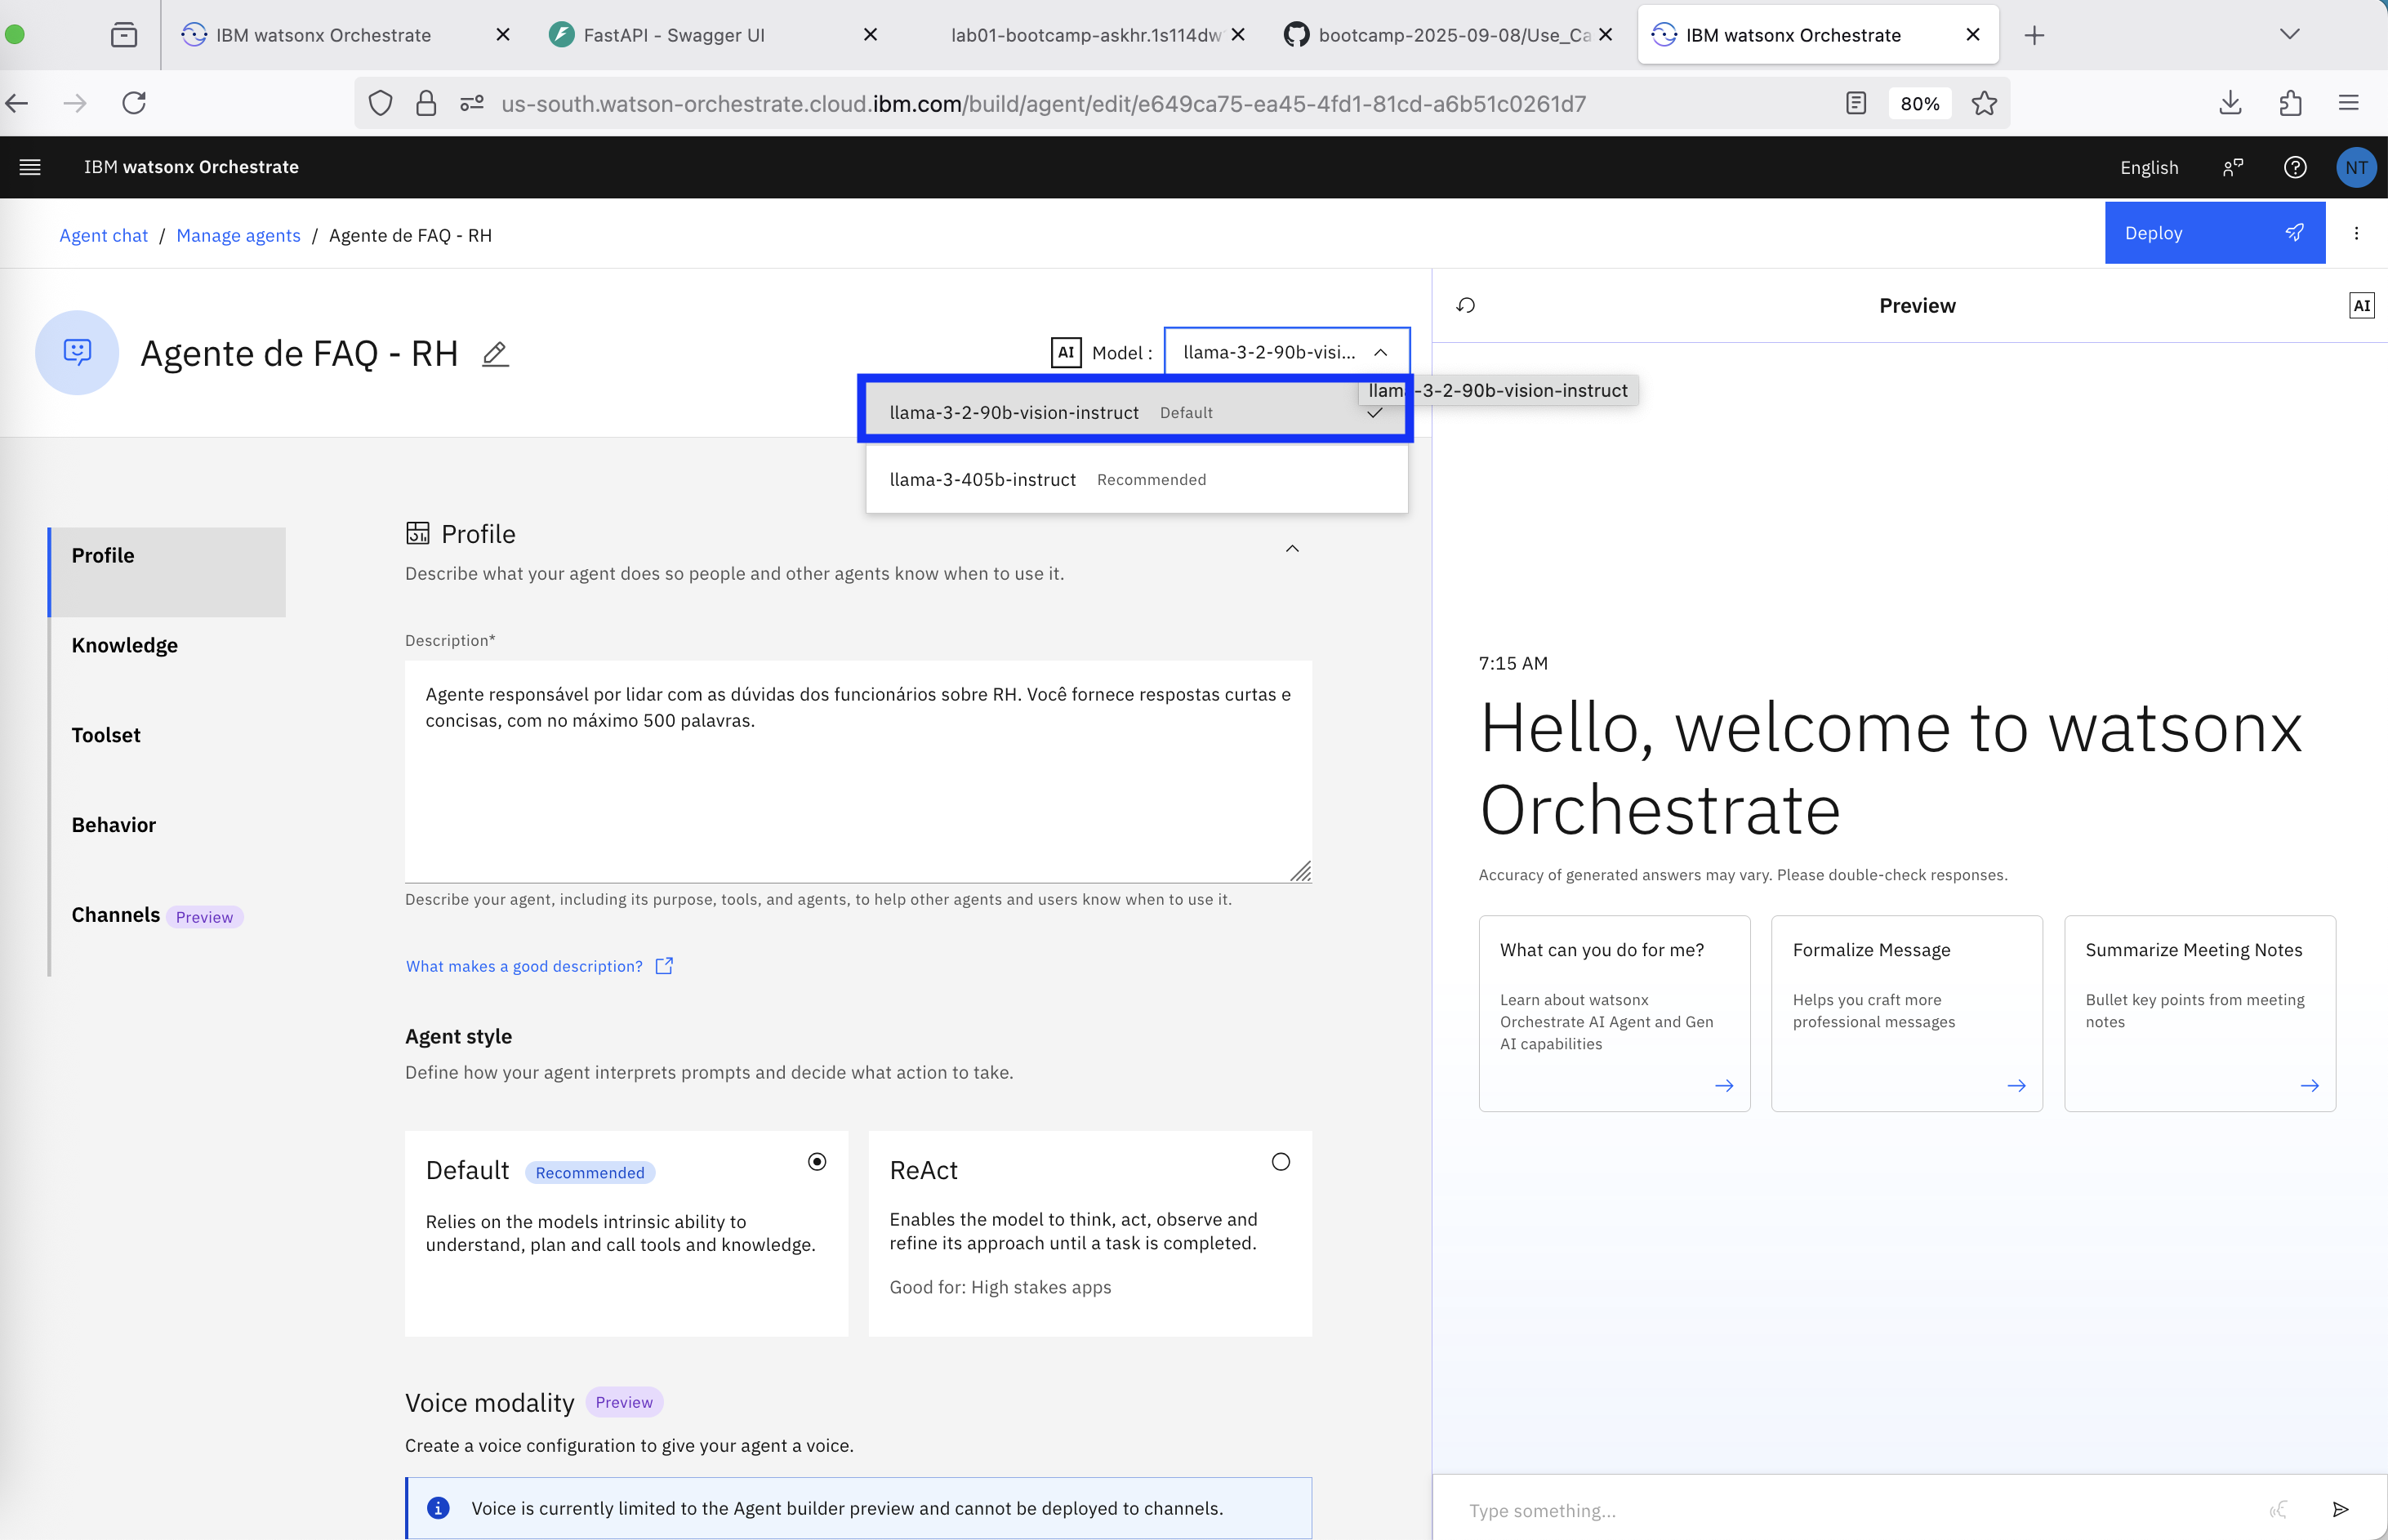 IBM watsonx Orchestrate
FastAPI - Swagger UI
lab01-bootcamp-askhr.1s114dw
bootcamp-2025-09-08/Use_Ca
IBM watsonx Orchestrate
us-south.watson-orchestrate.cloud.ibm.com/build/agent/edit/e649ca75-ea45-4fd1-81cd-a6b51c0261d7
80%
IBM watsonx Orchestrate
English
NT
Agent chat / Manage agents / Agente de FAQ - RH
Deploy
Agente de FAQ - RH
AI Model :
llama-3-2-90b-visi...
llama-3-2-90b-vision-instruct
llama-3-2-90b-vision-instruct Default
llama-3-405b-instruct Recommended
Profile
Knowledge
Toolset
Behavior
Channels Preview
Profile
Describe what your agent does so people and other agents know when to use it.
Description*
Agente responsável por lidar com as dúvidas dos funcionários sobre RH. Você fornece respostas curtas e
concisas, com no máximo 500 palavras.
Describe your agent, including its purpose, tools, and agents, to help other agents and users know when to use it.
What makes a good description?
Agent style
Define how your agent interprets prompts and decide what action to take.
Default Recommended
Relies on the models intrinsic ability to
understand, plan and call tools and knowledge.
ReAct
Enables the model to think, act, observe and
refine its approach until a task is completed.
Good for: High stakes apps
Voice modality Preview
Create a voice configuration to give your agent a voice.
Voice is currently limited to the Agent builder preview and cannot be deployed to channels.
Preview
AI
7:15 AM
Hello, welcome to watsonx
Orchestrate
Accuracy of generated answers may vary. Please double-check responses.
What can you do for me?
Learn about watsonx
Orchestrate AI Agent and Gen
AI capabilities
Formalize Message
Helps you craft more
professional messages
Summarize Meeting Notes
Bullet key points from meeting
notes
Type something...